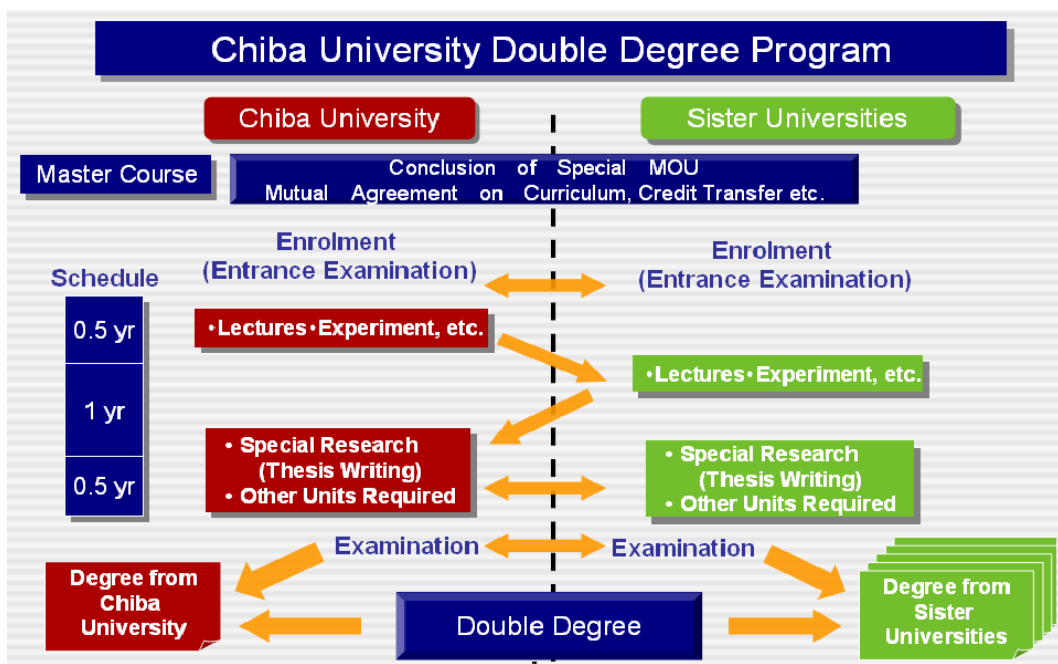 Chiba University Double Degree Program
Chiba University
Sister Universities
Master Course
Conclusion of Special MOU
Mutual Agreement on Curriculum, Credit Transfer etc.
Enrolment
(Entrance Examination)
Enrolment
(Entrance Examination)
Schedule
0.5 yr
・Lectures・Experiment, etc.
・Lectures・Experiment, etc.
1 yr
• Special Research
(Thesis Writing)
• Other Units Required
• Special Research
(Thesis Writing)
• Other Units Required
0.5 yr
Examination
Examination
Degree from
Chiba
University
Double Degree
Degree from
Sister
Universities